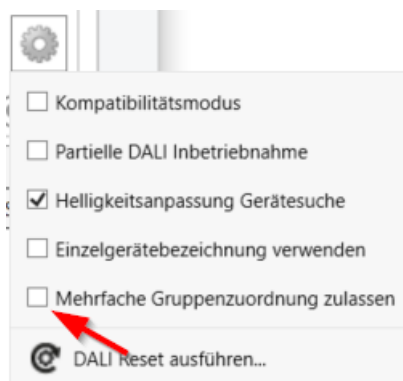 Kompatibilitätsmodus
Partielle DALI Inbetriebnahme
Helligkeitsanpassung Gerätesuche
Einzelgerätebezeichnung verwenden
Mehrfache Gruppenzuordnung zulassen
DALI Reset ausführen...